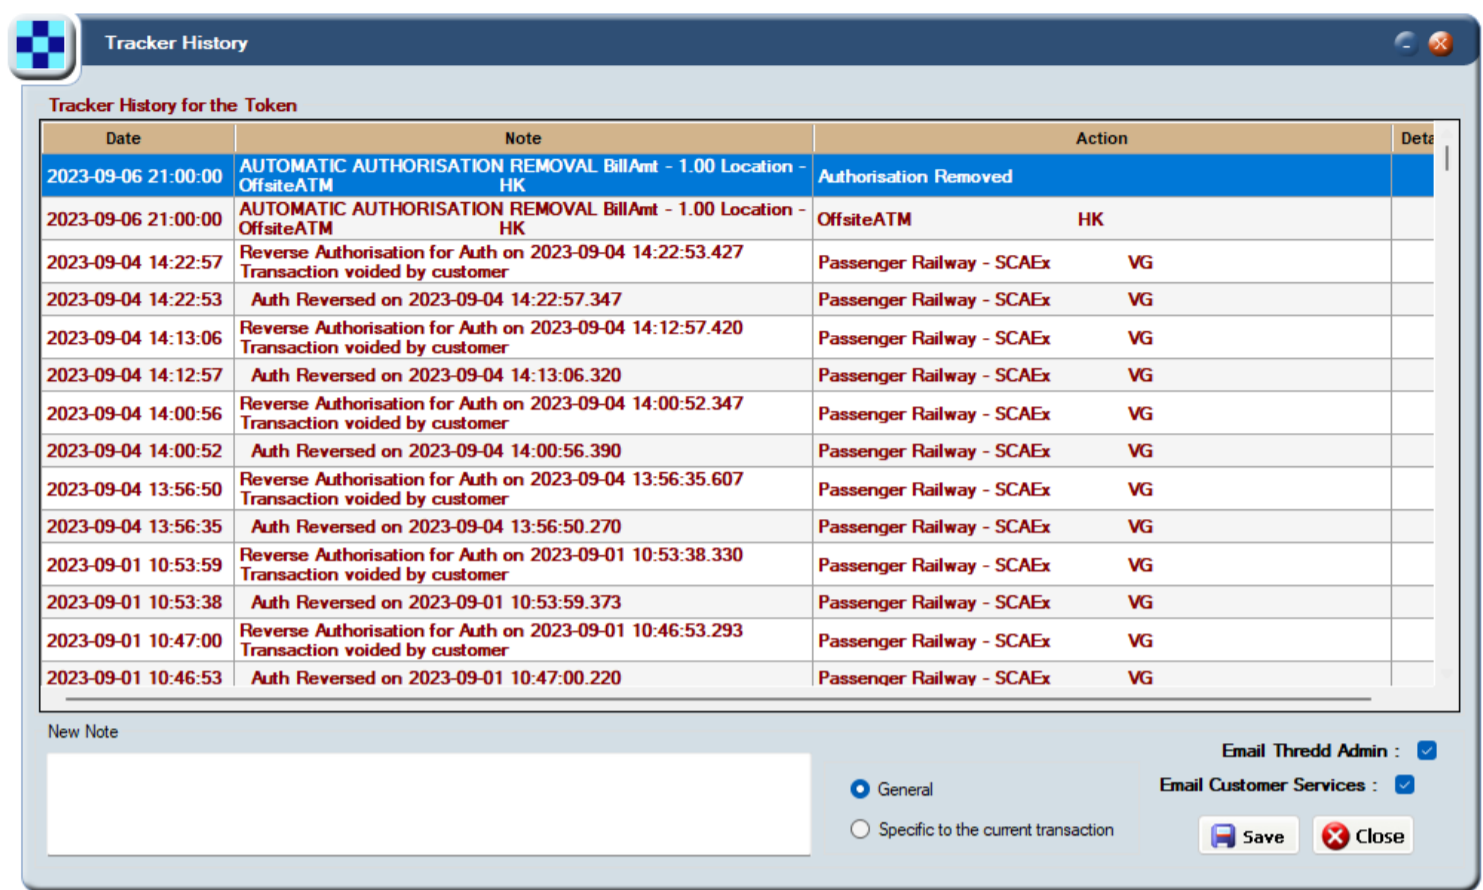 Tracker History
Tracker History for the Token
Date Note Action Deta
2023-09-06 21:00:00 AUTOMATIC AUTHORISATION REMOVAL BillAmt - 1.00 Location - Authorisation Removed
OffsiteATM HK
2023-09-06 21:00:00 AUTOMATIC AUTHORISATION REMOVAL BillAmt - 1.00 Location - OffsiteATM HK
OffsiteATM HK
2023-09-04 14:22:57 Reverse Authorisation for Auth on 2023-09-04 14:22:53.427 Passenger Railway - SCAEx VG
Transaction voided by customer
2023-09-04 14:22:53 Auth Reversed on 2023-09-04 14:22:57.347 Passenger Railway - SCAEx VG
2023-09-04 14:13:06 Reverse Authorisation for Auth on 2023-09-04 14:12:57.420 Passenger Railway - SCAEx VG
Transaction voided by customer
2023-09-04 14:12:57 Auth Reversed on 2023-09-04 14:13:06.320 Passenger Railway - SCAEx VG
2023-09-04 14:00:56 Reverse Authorisation for Auth on 2023-09-04 14:00:52.347 Passenger Railway - SCAEx VG
Transaction voided by customer
2023-09-04 14:00:52 Auth Reversed on 2023-09-04 14:00:56.390 Passenger Railway - SCAEx VG
2023-09-04 13:56:50 Reverse Authorisation for Auth on 2023-09-04 13:56:35.607 Passenger Railway - SCAEx VG
Transaction voided by customer
2023-09-04 13:56:35 Auth Reversed on 2023-09-04 13:56:50.270 Passenger Railway - SCAEx VG
2023-09-01 10:53:59 Reverse Authorisation for Auth on 2023-09-01 10:53:38.330 Passenger Railway - SCAEx VG
Transaction voided by customer
2023-09-01 10:53:38 Auth Reversed on 2023-09-01 10:53:59.373 Passenger Railway - SCAEx VG
2023-09-01 10:47:00 Reverse Authorisation for Auth on 2023-09-01 10:46:53.293 Passenger Railway - SCAEx VG
Transaction voided by customer
2023-09-01 10:46:53 Auth Reversed on 2023-09-01 10:47:00.220 Passenger Railway - SCAEx VG
New Note
Email Thredd Admin :
General
Email Customer Services :
Specific to the current transaction
Save Close